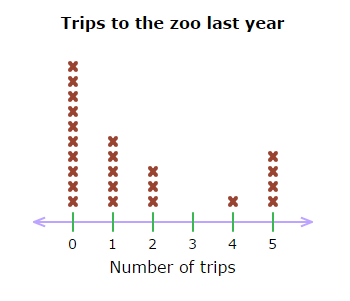 Trips to the zoo last year
0 1 2 3 4 5
Number of trips